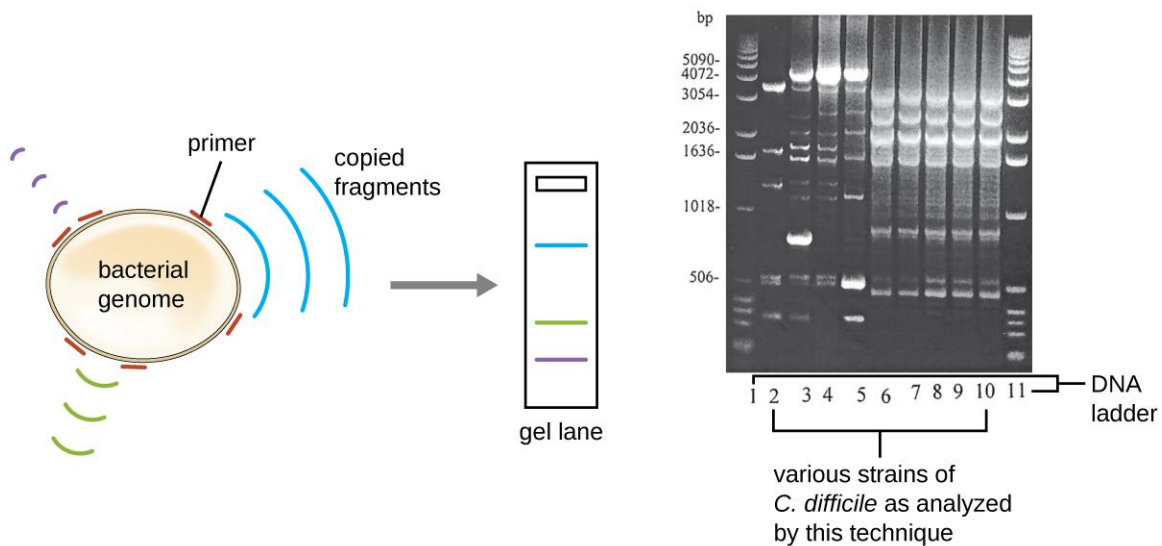 primer
copied
fragments
bacterial
genome
gel lane
bp
5090-
4072-
3054-
2036-
1636-
1018-
506-
1 2 3 4 5 6 7 8 9 10 11
DNA
ladder
various strains of
C. difficile as analyzed
by this technique